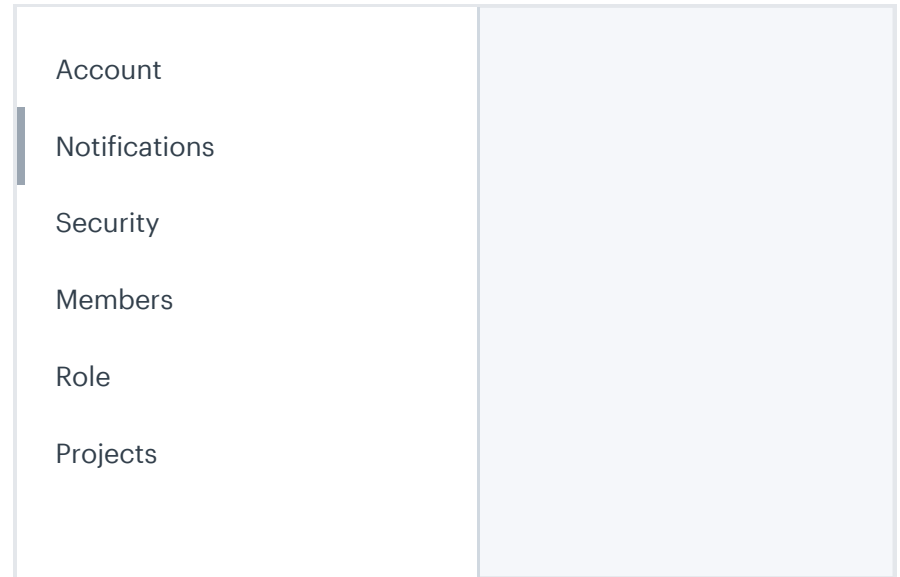 Account
Notifications
Security
Members
Role
Projects